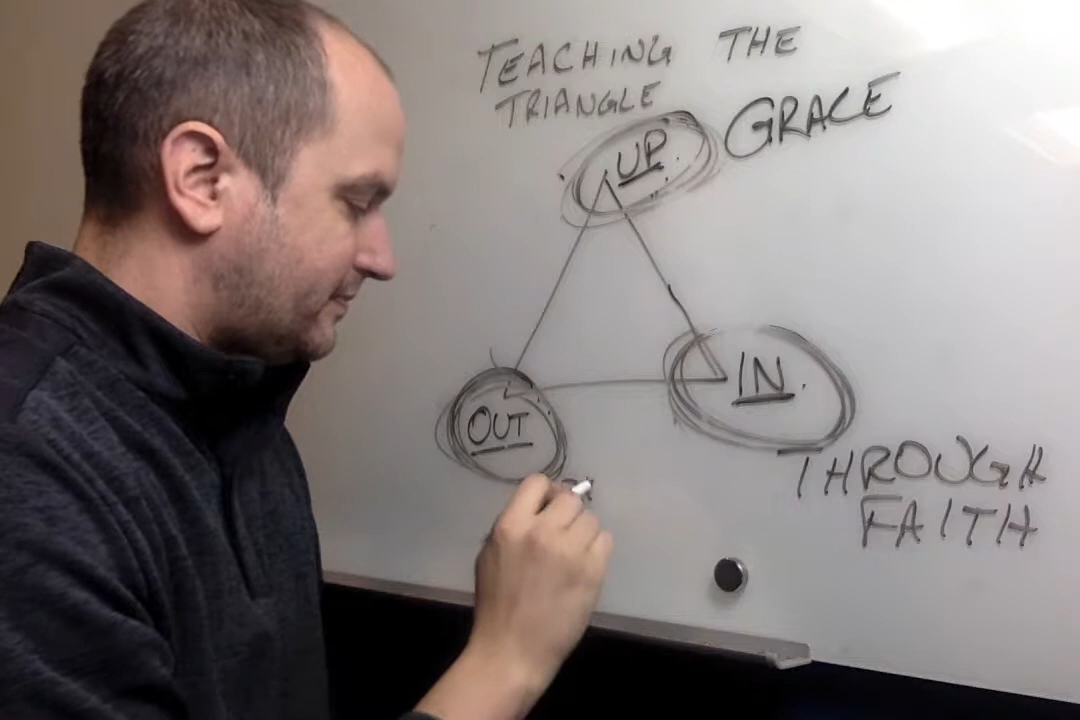 TEACHING THE
TRIANGLE
UP
GRACE
IN
OUT
THROUGH
FAITH